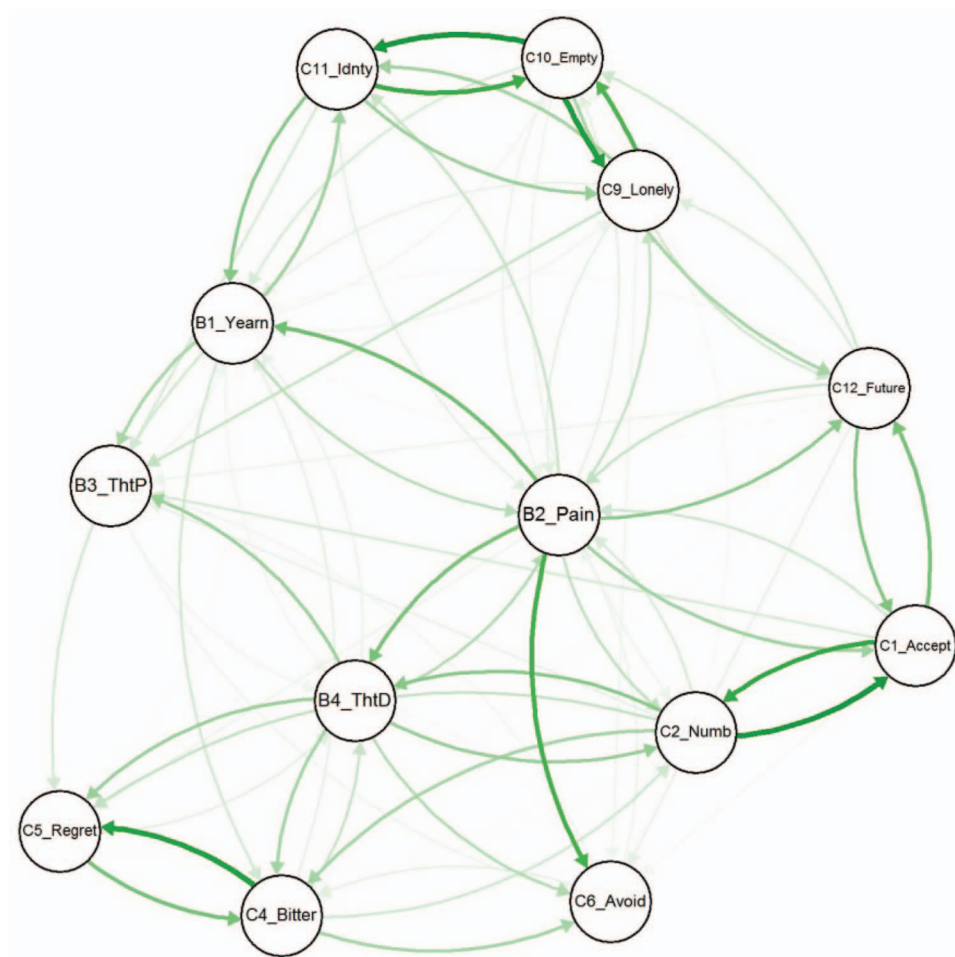 C10_Empty
C11_Idnty
C9_Lonely
B1_Yearn
C12_Future
B3_ThtP
B2_Pain
C1_Accept
B4_ThtD
C2_Numb
C5_Regret
C6_Avoid
C4_Bitter